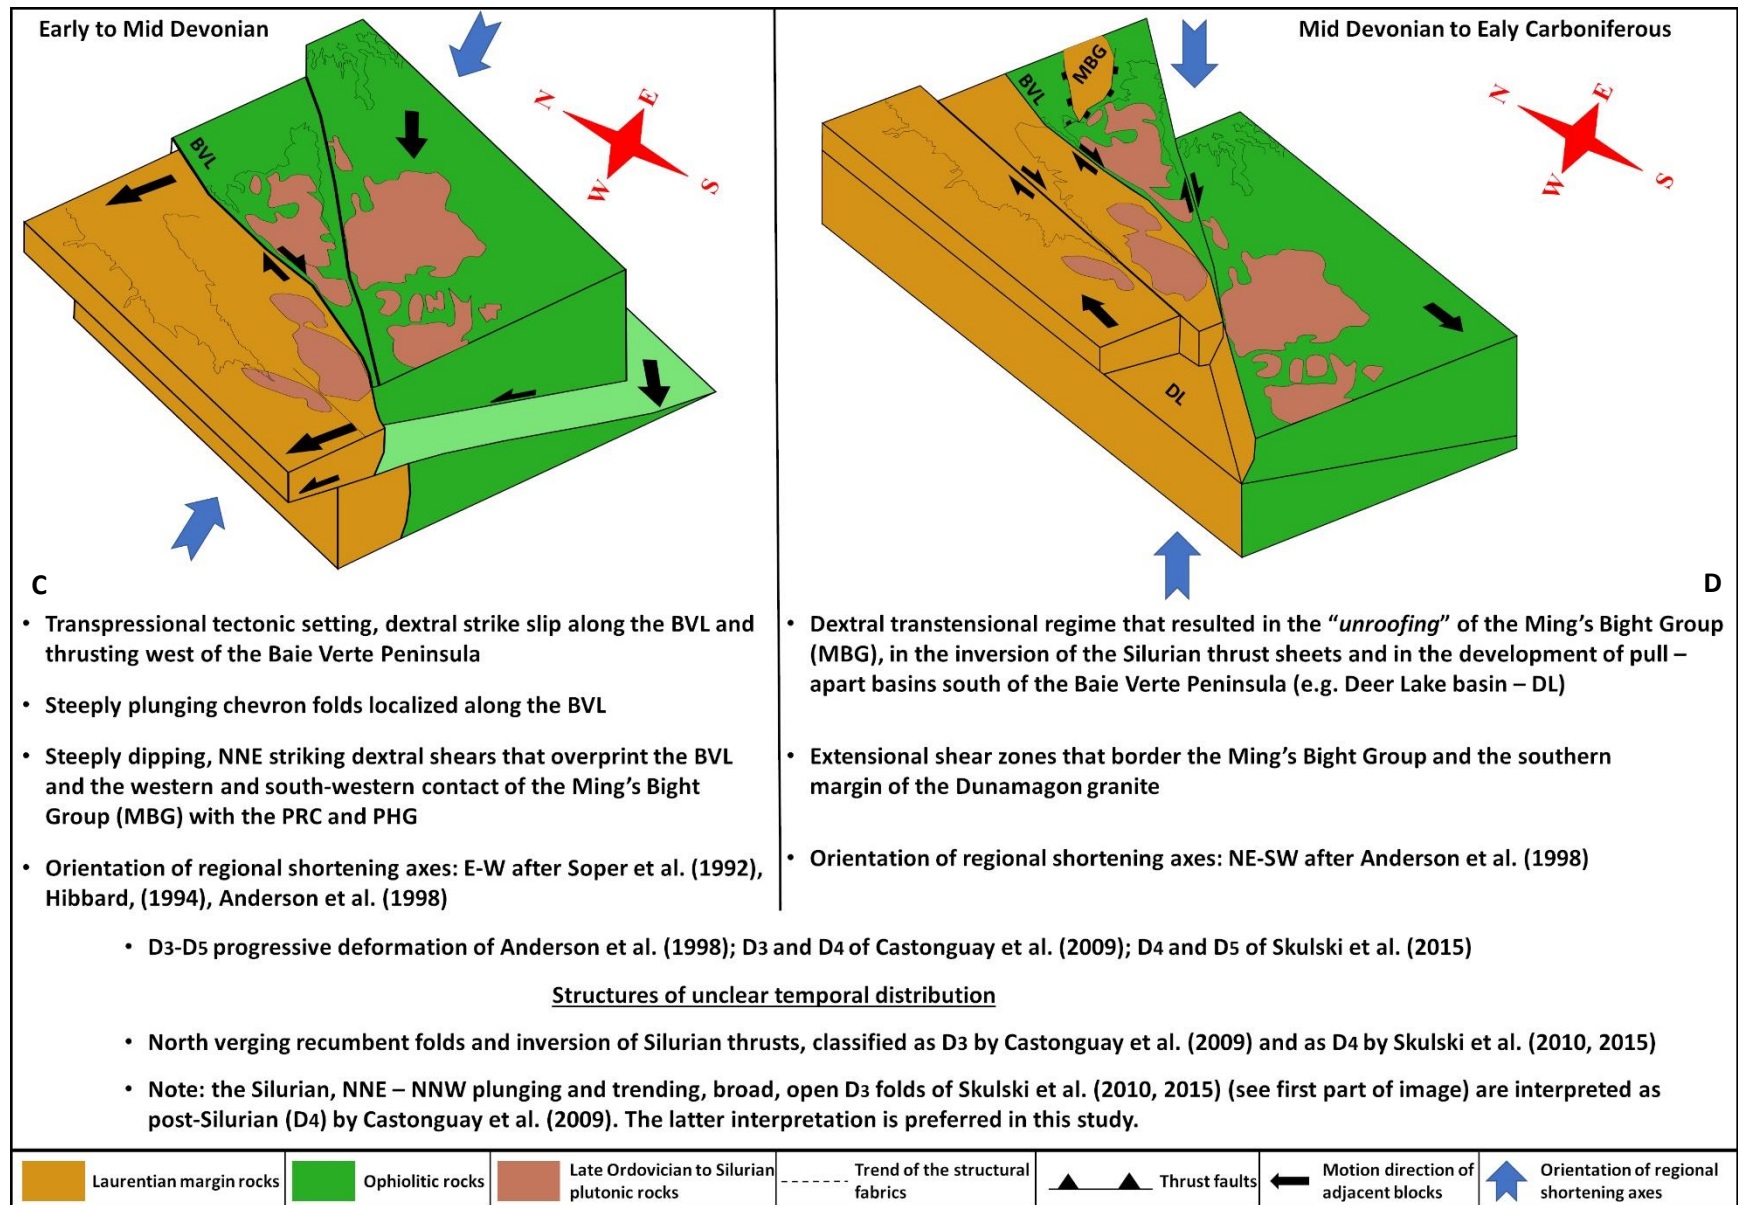 Early to Mid Devonian
BVL
N
E
W
S
C
• Transpressional tectonic setting, dextral strike slip along the BVL and
thrusting west of the Baie Verte Peninsula
• Steeply plunging chevron folds localized along the BVL
• Steeply dipping, NNE striking dextral shears that overprint the BVL
and the western and south-western contact of the Ming's Bight
Group (MBG) with the PRC and PHG
• Orientation of regional shortening axes: E-W after Soper et al. (1992),
Hibbard, (1994), Anderson et al. (1998)
Mid Devonian to Ealy Carboniferous
BVL
MBG
N
E
W
S
DL
D
• Dextral transtensional regime that resulted in the “unroofing” of the Ming's Bight Group
(MBG), in the inversion of the Silurian thrust sheets and in the development of pull –
apart basins south of the Baie Verte Peninsula (e.g. Deer Lake basin – DL)
• Extensional shear zones that border the Ming's Bight Group and the southern
margin of the Dunamagon granite
• Orientation of regional shortening axes: NE-SW after Anderson et al. (1998)
• D3-D5 progressive deformation of Anderson et al. (1998); D3 and D4 of Castonguay et al. (2009); D4 and D5 of Skulski et al. (2015)
Structures of unclear temporal distribution
• North verging recumbent folds and inversion of Silurian thrusts, classified as D3 by Castonguay et al. (2009) and as D4 by Skulski et al. (2010, 2015)
• Note: the Silurian, NNE – NNW plunging and trending, broad, open D3 folds of Skulski et al. (2010, 2015) (see first part of image) are interpreted as
post-Silurian (D4) by Castonguay et al. (2009). The latter interpretation is preferred in this study.
Laurentian margin rocks
Ophiolitic rocks
Late Ordovician to Silurian
plutonic rocks
Trend of the structural
fabrics
Thrust faults
Motion direction of
adjacent blocks
Orientation of regional
shortening axes